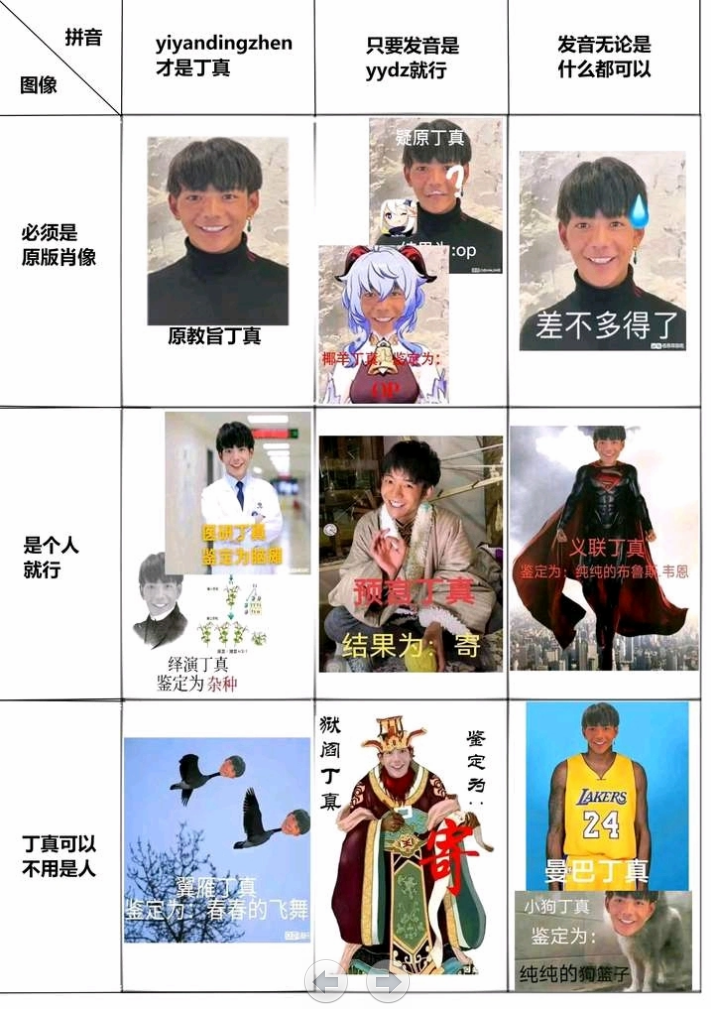 拼音
图像
yiyandingzhen
才是丁真
只要发音是
yydz就行
发音无论是
什么都可以
必须是
原版肖像
原教旨丁真
疑原丁真
?
结果为:op
椰羊丁真,鉴定为:
OP
差不多得了
是个人
就行
医研丁真
鉴定为脑瘫
绎演丁真
鉴定为杂种
预言丁真
结果为：寄
义联丁真
鉴定为：纯纯的布鲁斯.韦恩
丁真可以
不用是人
翼雁丁真
鉴定为：春春的飞舞
狱阎丁真
鉴定为:
寄
LAKERS
24
曼巴丁真
小狗丁真
鉴定为：
纯纯的狗篮子